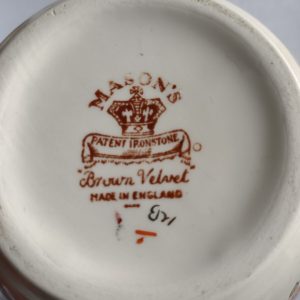 MASON'S
PATENT IRONSTONE
"Brown Velvet"
MADE IN ENGLAND